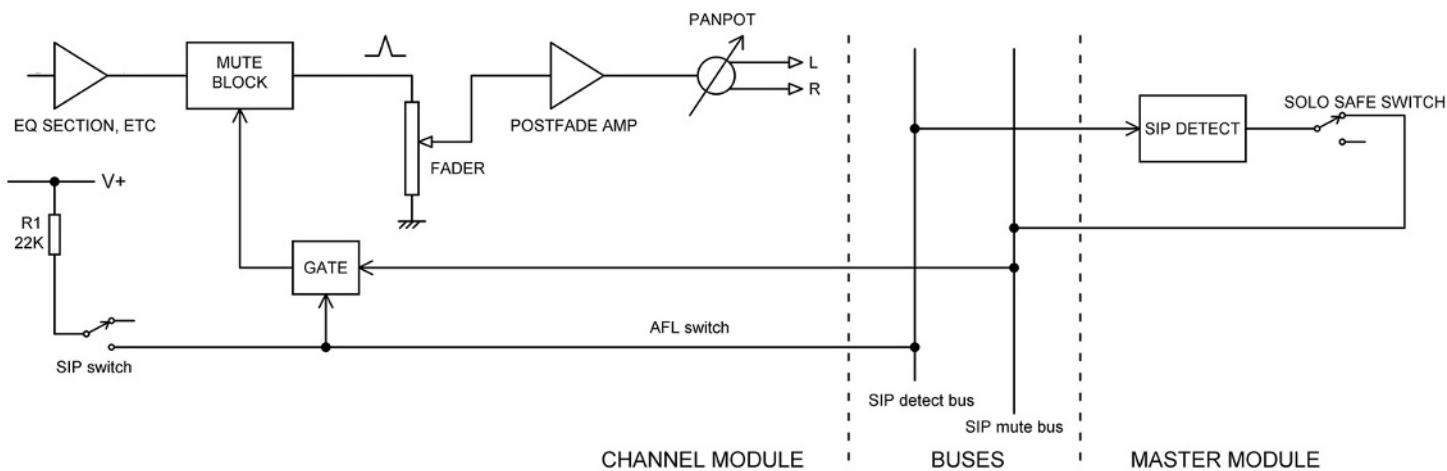 PANPOT
MUTE
BLOCK
L
R
EQ SECTION, ETC
POSTFADE AMP
FADER
SIP DETECT
SOLO SAFE SWITCH
V+
R1
22K
GATE
AFL switch
SIP switch
SIP detect bus
SIP mute bus
CHANNEL MODULE
BUSES
MASTER MODULE